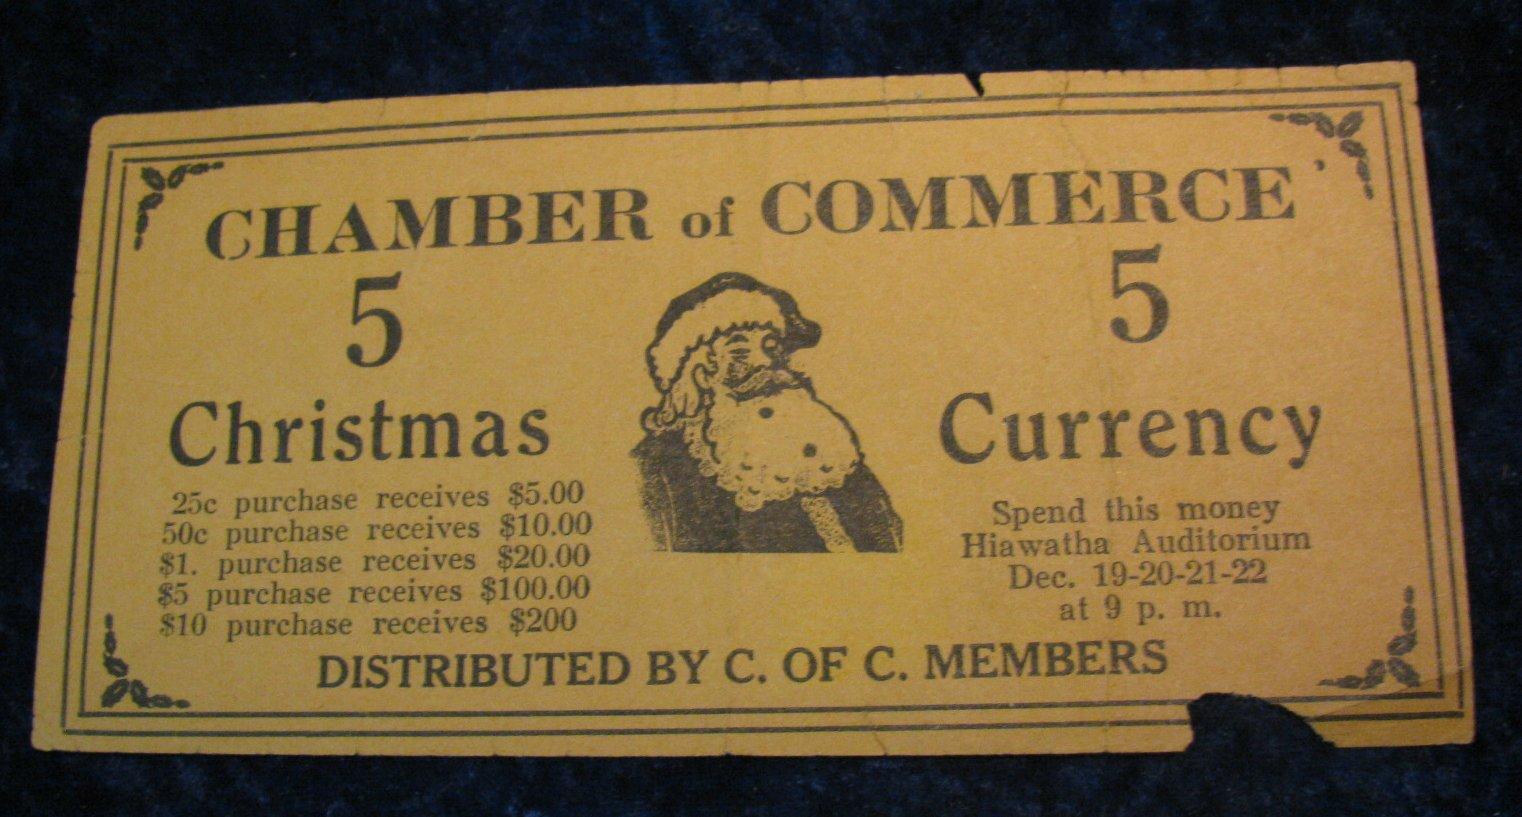 CHAMBER of COMMERCE
5 5
Christmas Currency
25c purchase receives $5.00
50c purchase receives $10.00
$1. purchase receives $20.00
$5 purchase receives $100.00
$10 purchase receives $200
Spend this money
Hiawatha Auditorium
Dec. 19-20-21-22
at 9 p. m.
DISTRIBUTED BY C. OF C. MEMBERS